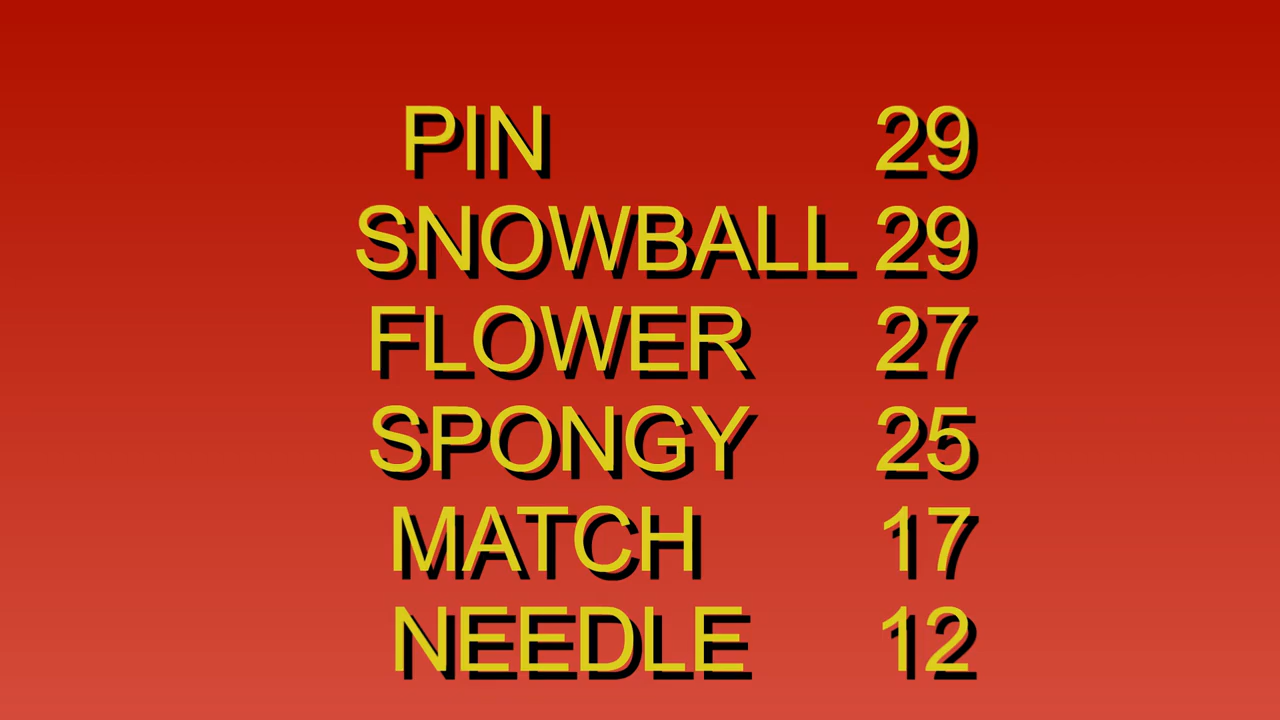 PIN 29
SNOWBALL 29
FLOWER 27
SPONGY 25
MATCH 17
NEEDLE 12